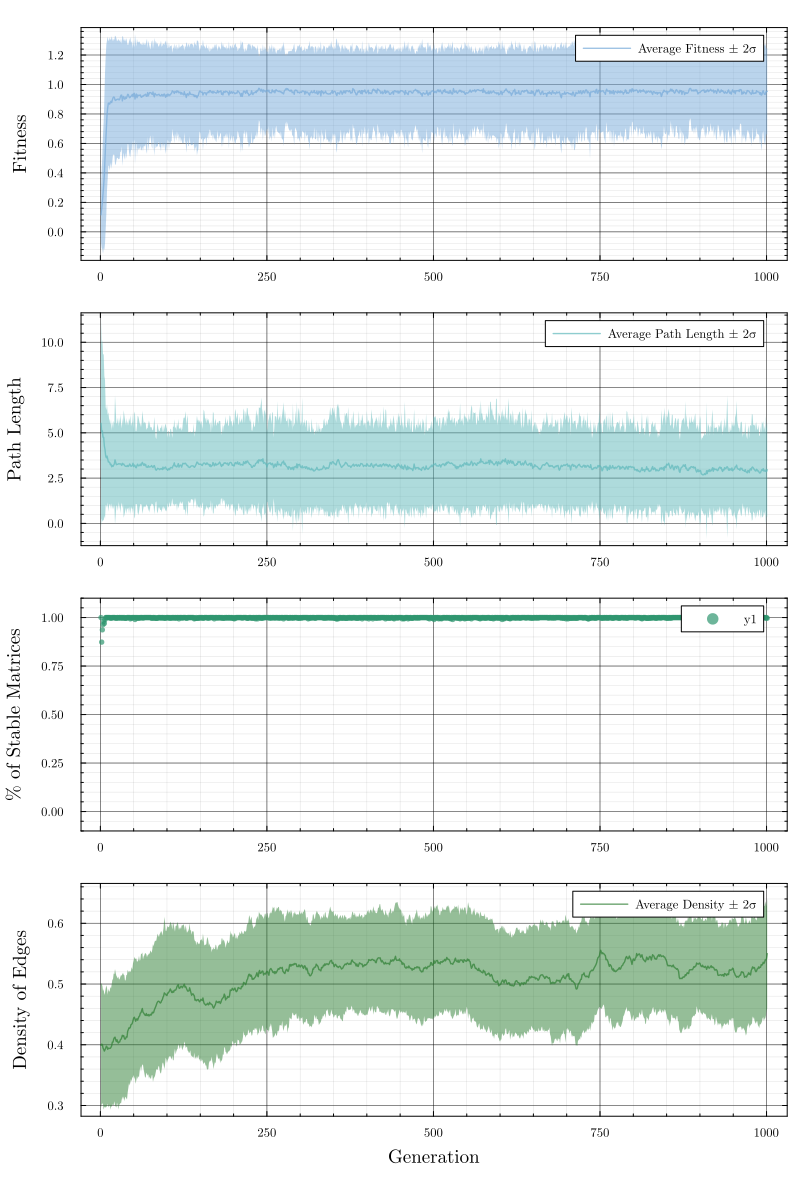 Fitness
1.2
1.0
0.8
0.6
0.4
0.2
0.0
Average Fitness ± 2σ
0 250 500 750 1000
Path Length
10.0
7.5
5.0
2.5
0.0
Average Path Length ± 2σ
0 250 500 750 1000
% of Stable Matrices
1.00
0.75
0.50
0.25
0.00
y1
0 250 500 750 1000
Density of Edges
0.6
0.5
0.4
0.3
Average Density ± 2σ
0 250 500 750 1000
Generation